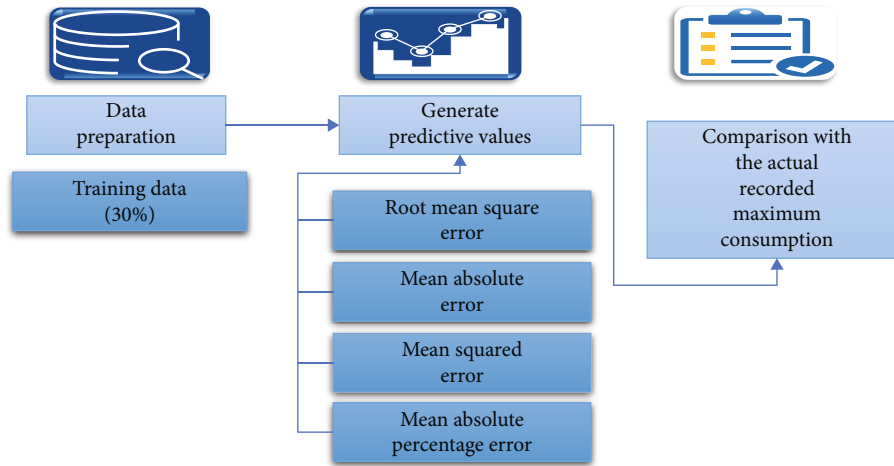 Data
preparation
Training data
(30%)
Generate
predictive values
Root mean square
error
Mean absolute
error
Mean squared
error
Mean absolute
percentage error
Comparison with
the actual
recorded
maximum
consumption